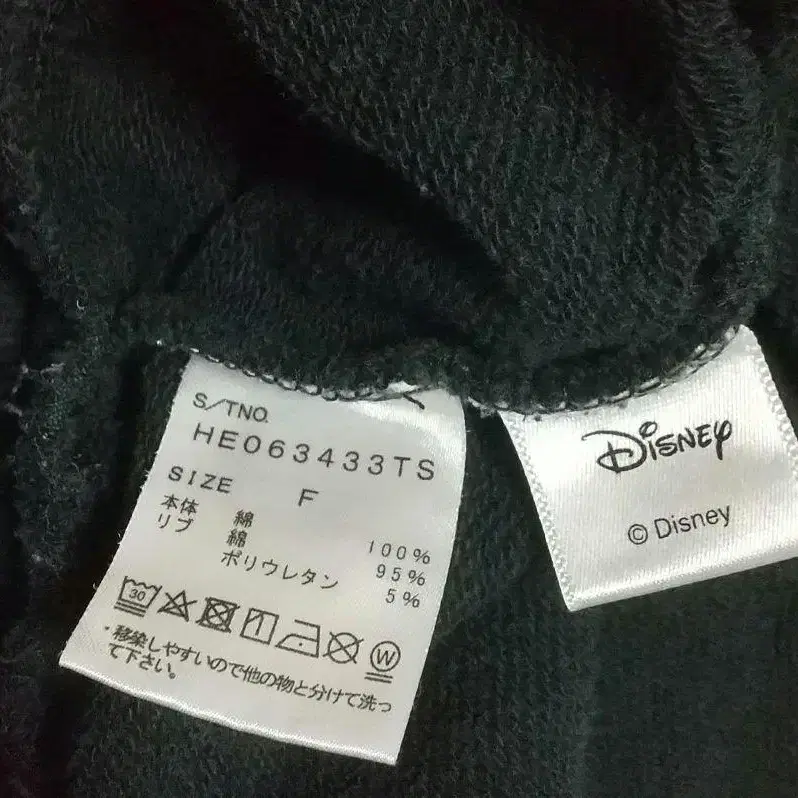 S/TNO.
HE063433TS
SIZE F
本体 綿 100%
リブ 綿 95%
ポリウレタン 5%
30 W
・移染しやすいので他の物と分けて洗っ
て下さい。
Disney
© Disney